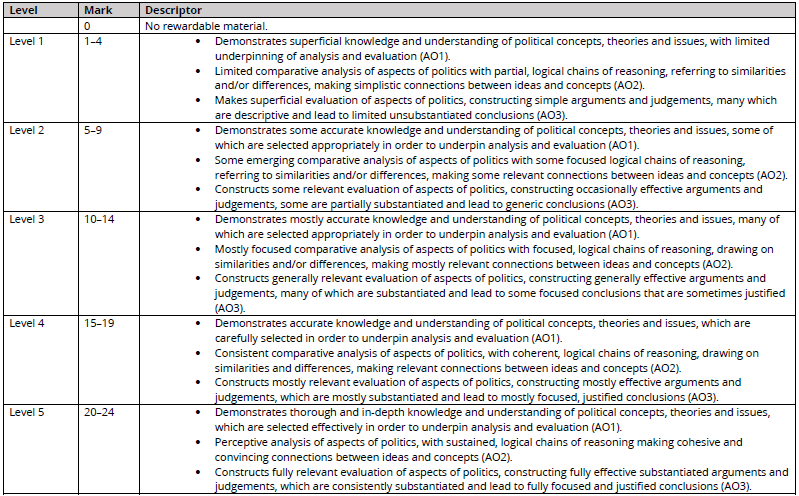 Level Mark Descriptor
0 No rewardable material.
Level 1 1–4 • Demonstrates superficial knowledge and understanding of political concepts, theories and issues, with limited
underpinning of analysis and evaluation (AO1).
• Limited comparative analysis of aspects of politics with partial, logical chains of reasoning, referring to similarities
and/or differences, making simplistic connections between ideas and concepts (AO2).
• Makes superficial evaluation of aspects of politics, constructing simple arguments and judgements, many which
are descriptive and lead to limited unsubstantiated conclusions (AO3).
Level 2 5–9 • Demonstrates some accurate knowledge and understanding of political concepts, theories and issues, some of
which are selected appropriately in order to underpin analysis and evaluation (AO1).
• Some emerging comparative analysis of aspects of politics with some focused logical chains of reasoning,
referring to similarities and/or differences, making some relevant connections between ideas and concepts (AO2).
• Constructs some relevant evaluation of aspects of politics, constructing occasionally effective arguments and
judgements, some are partially substantiated and lead to generic conclusions (AO3).
Level 3 10–14 • Demonstrates mostly accurate knowledge and understanding of political concepts, theories and issues, many of
which are selected appropriately in order to underpin analysis and evaluation (AO1).
• Mostly focused comparative analysis of aspects of politics with focused, logical chains of reasoning, drawing on
similarities and/or differences, making mostly relevant connections between ideas and concepts (AO2).
• Constructs generally relevant evaluation of aspects of politics, constructing generally effective arguments and
judgements, many of which are substantiated and lead to some focused conclusions that are sometimes justified
(AO3).
Level 4 15–19 • Demonstrates accurate knowledge and understanding of political concepts, theories and issues, which are
carefully selected in order to underpin analysis and evaluation (AO1).
• Consistent comparative analysis of aspects of politics, with coherent, logical chains of reasoning, drawing on
similarities and differences, making relevant connections between ideas and concepts (AO2).
• Constructs mostly relevant evaluation of aspects of politics, constructing mostly effective arguments and
judgements, which are mostly substantiated and lead to mostly focused, justified conclusions (AO3).
Level 5 20–24 • Demonstrates thorough and in-depth knowledge and understanding of political concepts, theories and issues,
which are selected effectively in order to underpin analysis and evaluation (AO1).
• Perceptive analysis of aspects of politics, with sustained, logical chains of reasoning making cohesive and
convincing connections between ideas and concepts (AO2).
• Constructs fully relevant evaluation of aspects of politics, constructing fully effective substantiated arguments and
judgements, which are consistently substantiated and lead to fully focused and justified conclusions (AO3).